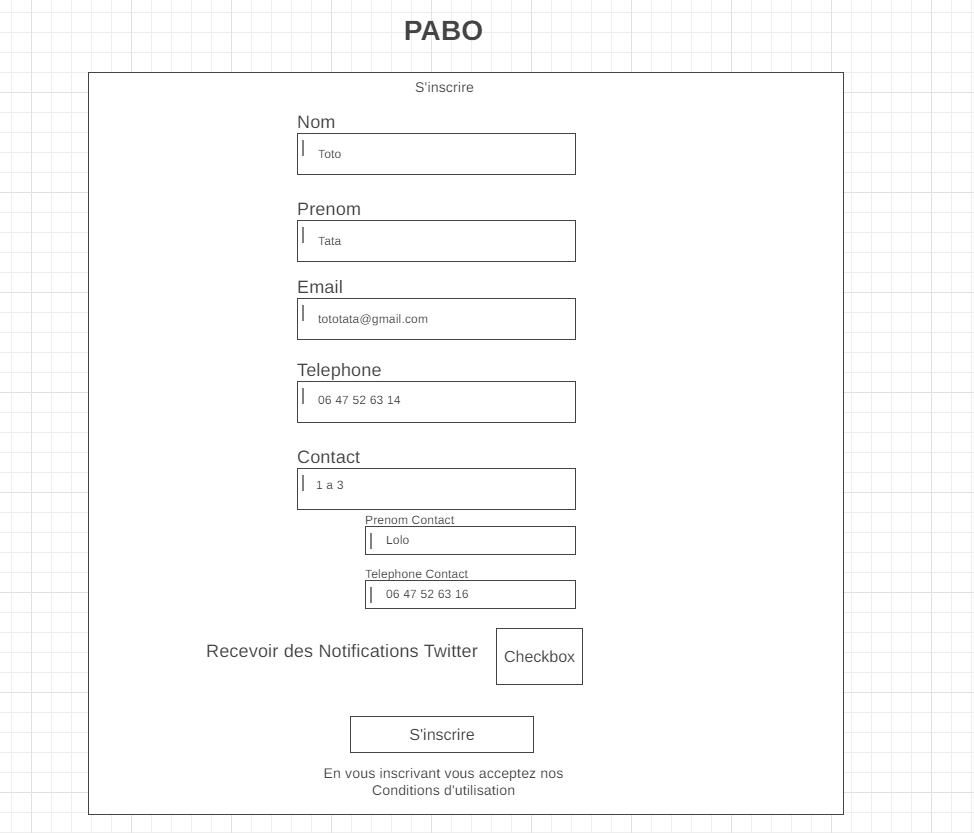 PABO
S'inscrire
Nom
Toto
Prenom
Tata
Email
tototata@gmail.com
Telephone
06 47 52 63 14
Contact
1 a 3
Prenom Contact
Lolo
Telephone Contact
06 47 52 63 16
Recevoir des Notifications Twitter
Checkbox
S'inscrire
En vous inscrivant vous acceptez nos
Conditions d'utilisation